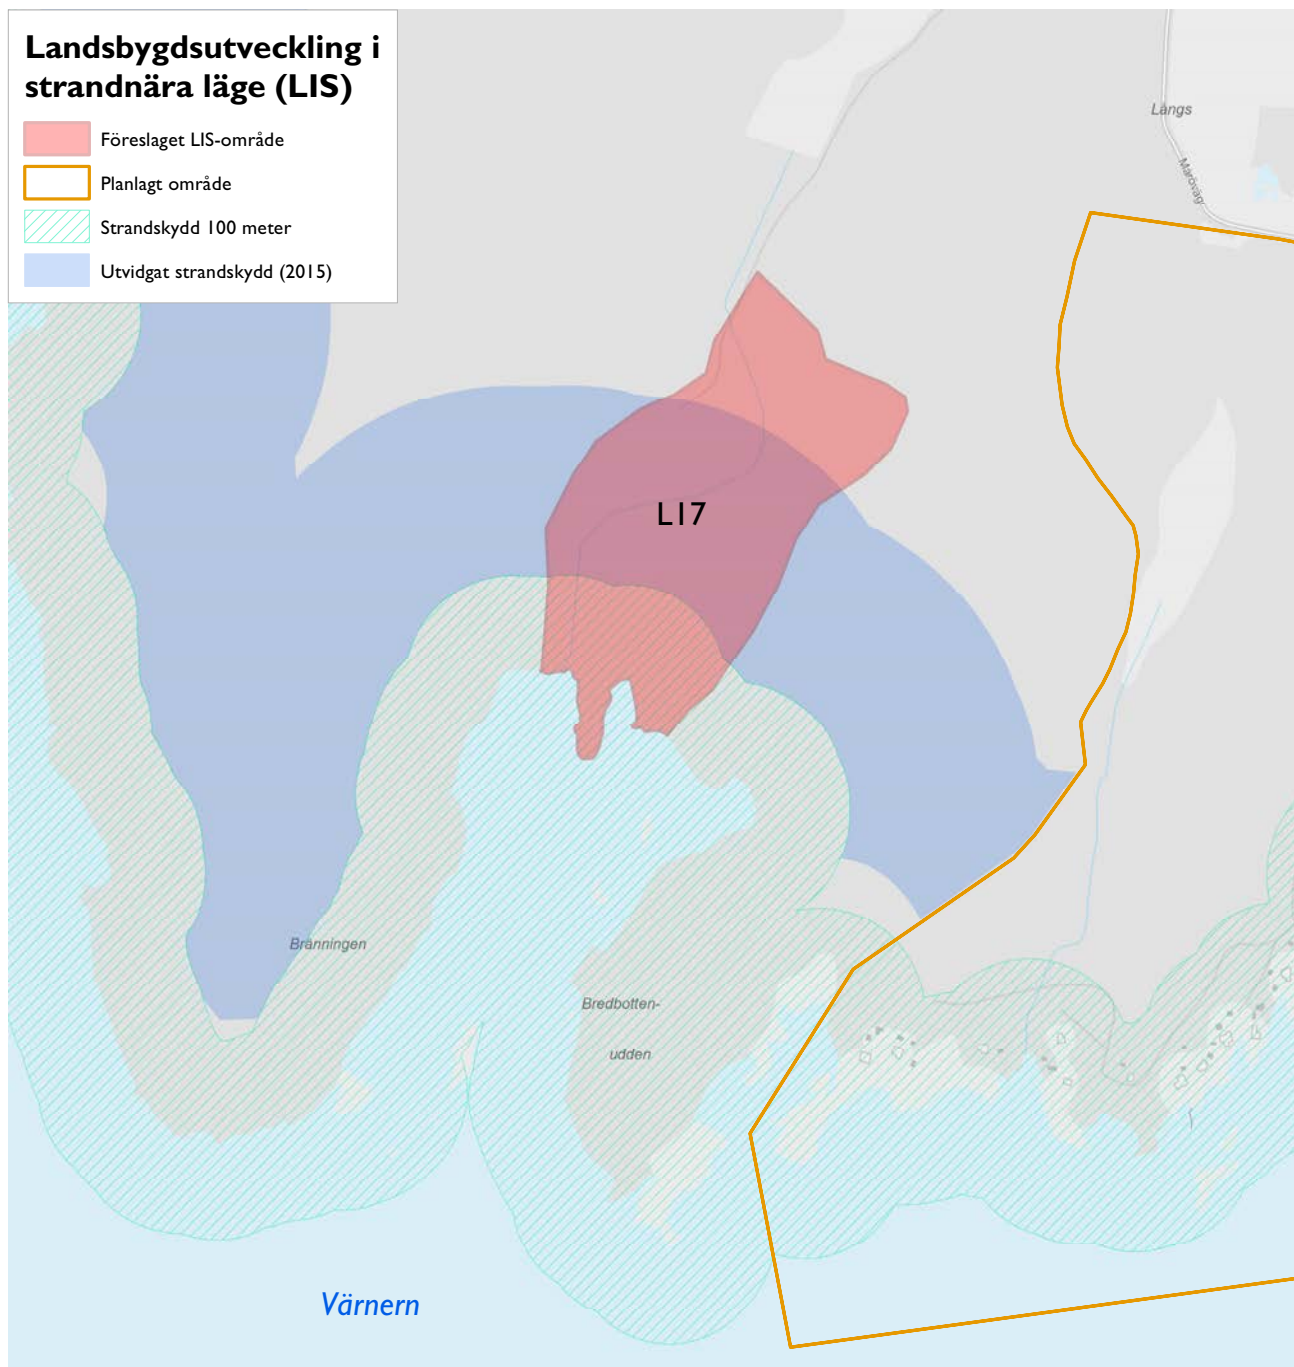 Landsbygdsutveckling i
strandnära läge (LIS)
Föreslaget LIS-område
Planlagt område
Strandskydd 100 meter
Utvidgat strandskydd (2015)
Långs
Maröväg
L17
Bränningen
Bredbotten-
udden
Värnern